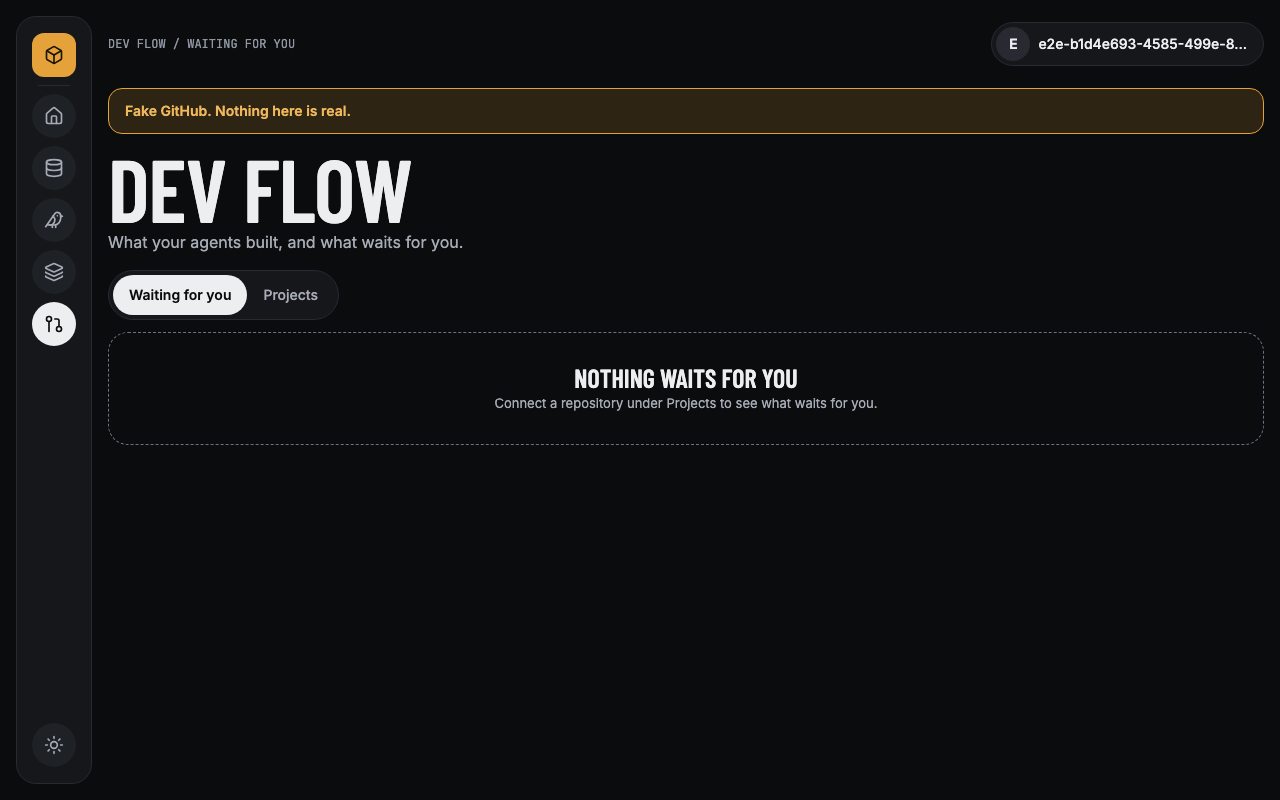 DEV FLOW / WAITING FOR YOU
E e2e-b1d4e693-4585-499e-8...
Fake GitHub. Nothing here is real.
DEV FLOW
What your agents built, and what waits for you.
Waiting for you Projects
NOTHING WAITS FOR YOU
Connect a repository under Projects to see what waits for you.